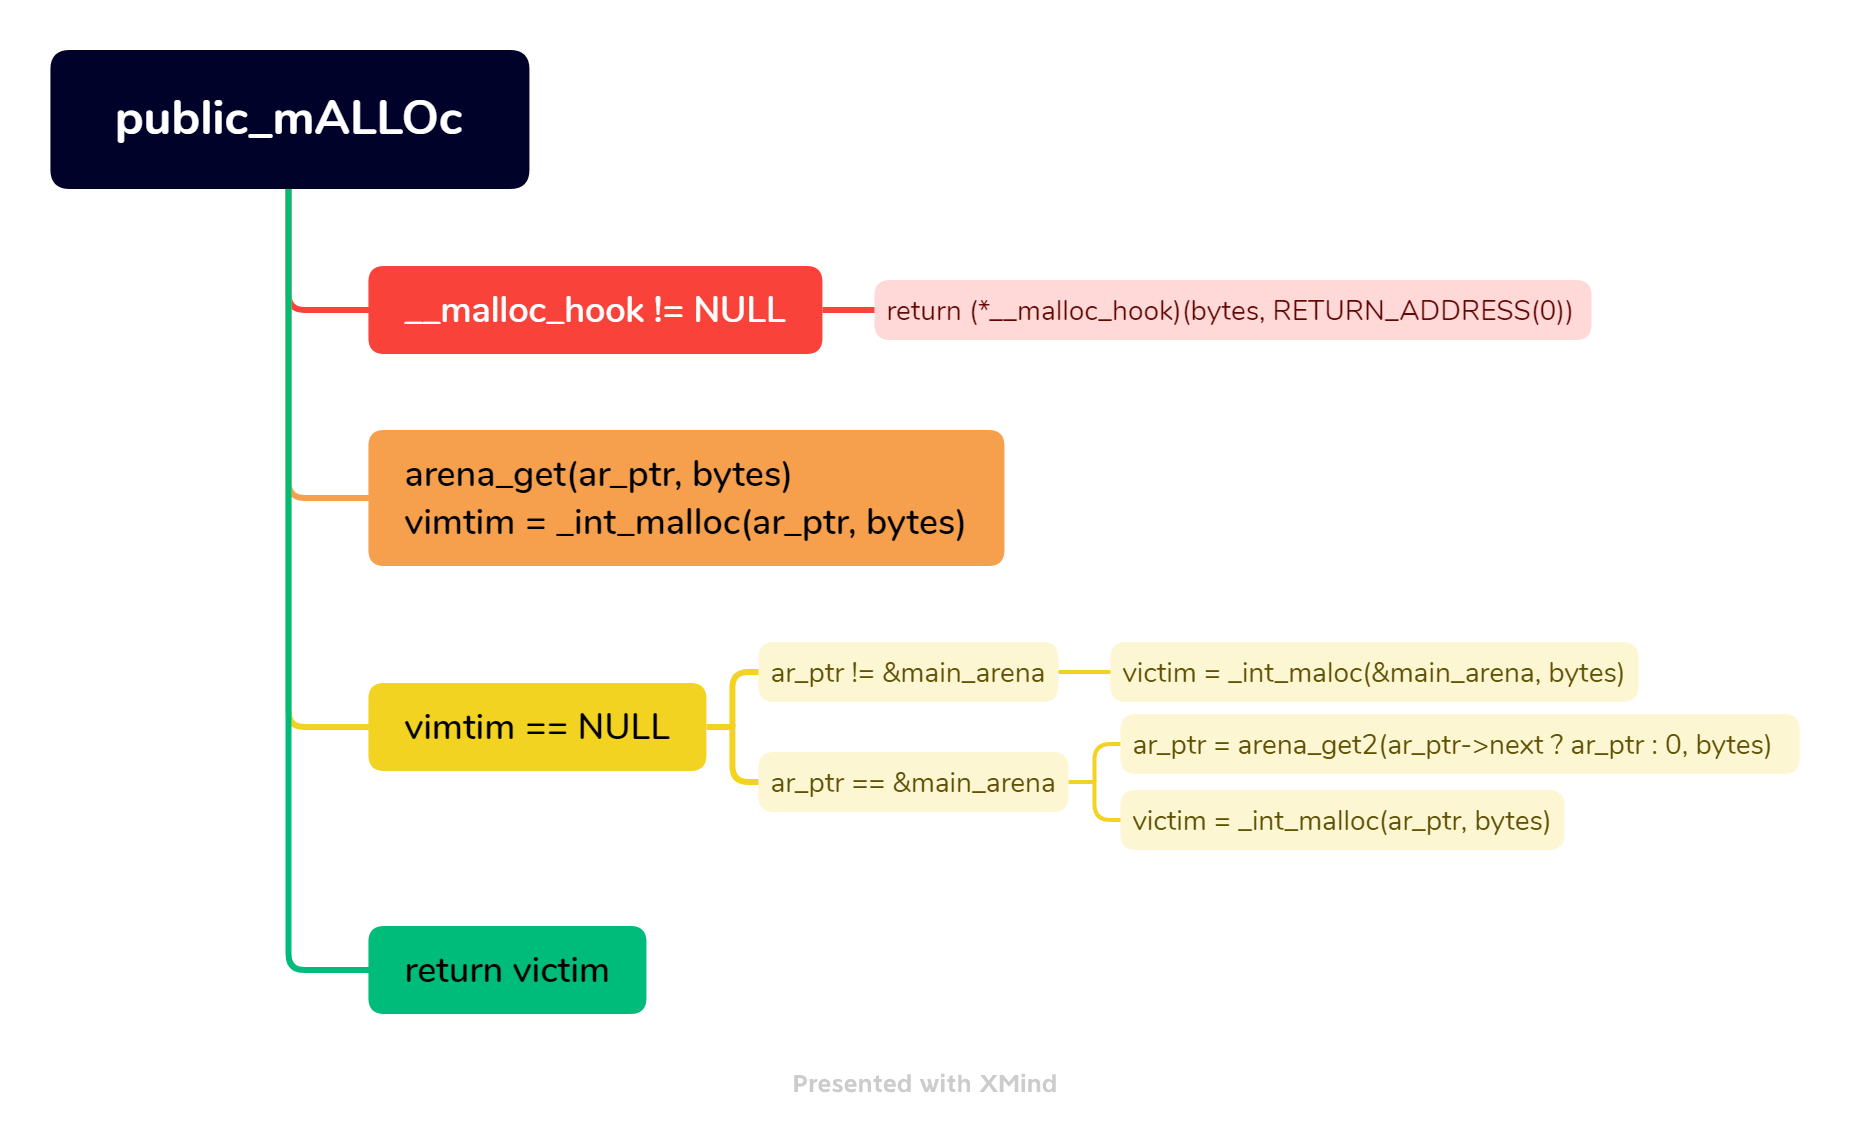 public_mALLOc
__malloc_hook != NULL
return (*__malloc_hook)(bytes, RETURN_ADDRESS(0))
arena_get(ar_ptr, bytes)
vimtim = _int_malloc(ar_ptr, bytes)
vimtim == NULL
ar_ptr != &main_arena
victim = _int_maloc(&main_arena, bytes)
ar_ptr == &main_arena
ar_ptr = arena_get2(ar_ptr->next ? ar_ptr : 0, bytes)
victim = _int_malloc(ar_ptr, bytes)
return victim
Presented with XMind